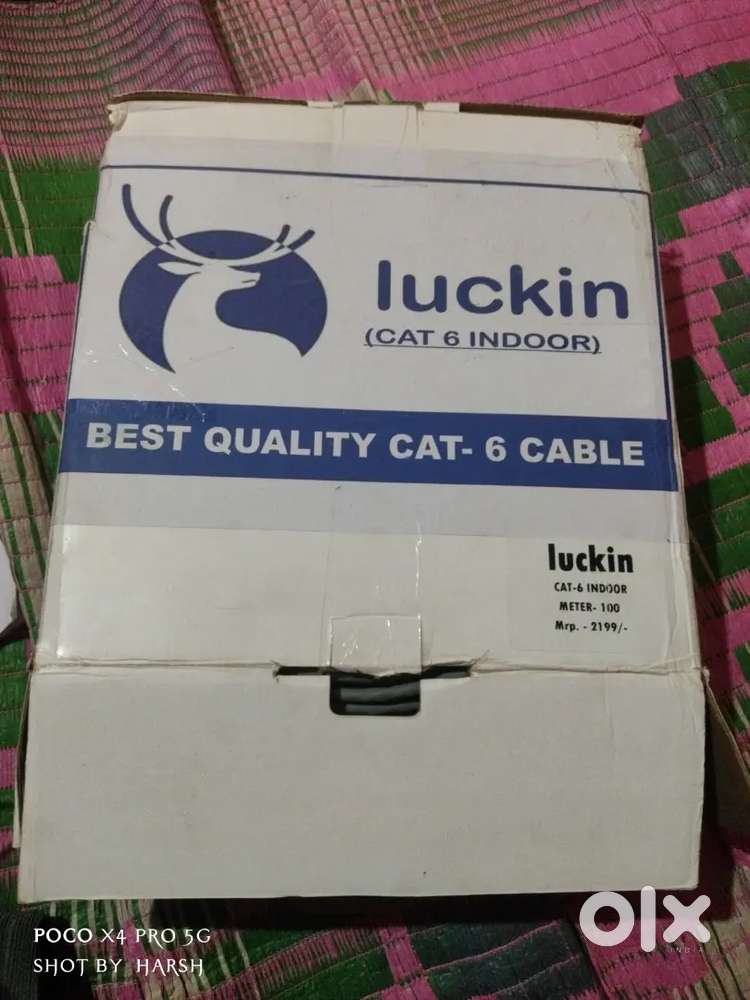 luckin
(CAT 6 INDOOR)
BEST QUALITY CAT- 6 CABLE
luckin
CAT-6 INDOOR
METER- 100
Mrp. - 2199/-
POCO X4 PRO 5G
SHOT BY HARSH
olx
INDIA